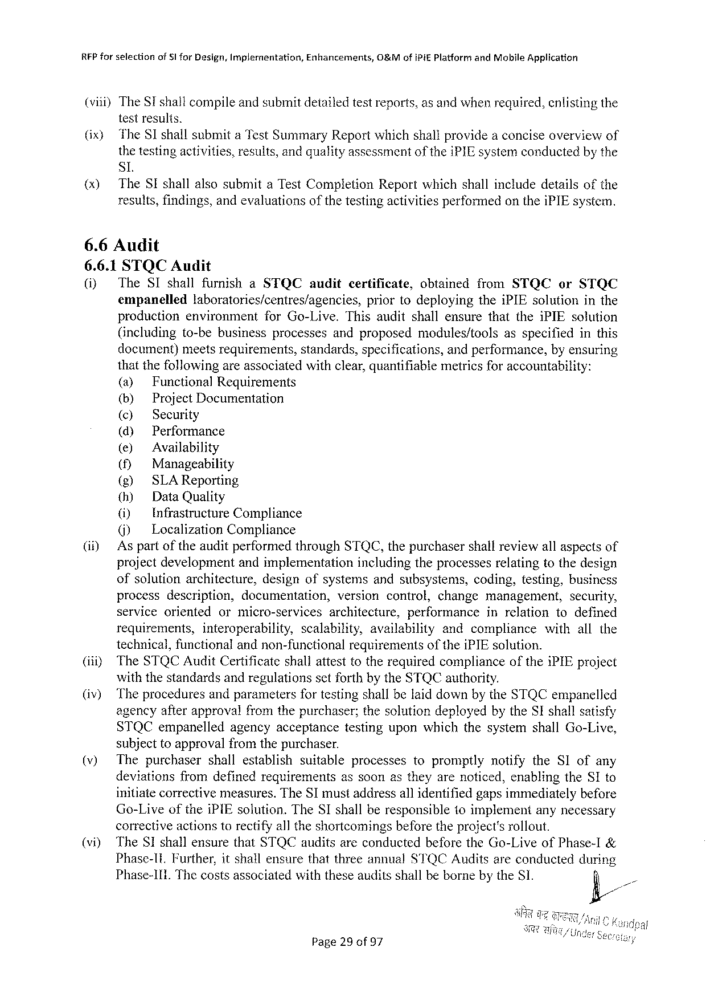 RFP for selection of SI for Design, Implementation, Enhancements, O&M of iPIE Platform and Mobile Application
(viii) The SI shall compile and submit detailed test reports, as and when required, enlisting the
test results.
(ix) The SI shall submit a Test Summary Report which shall provide a concise overview of
the testing activities, results, and quality assessment of the iPIE system conducted by the
SI.
(x) The SI shall also submit a Test Completion Report which shall include details of the
results, findings, and evaluations of the testing activities performed on the iPIE system.
6.6 Audit
6.6.1 STQC Audit
(i) The SI shall furnish a STQC audit certificate, obtained from STQC or STQC
empanelled laboratories/centres/agencies, prior to deploying the iPIE solution in the
production environment for Go-Live. This audit shall ensure that the iPIE solution
(including to-be business processes and proposed modules/tools as specified in this
document) meets requirements, standards, specifications, and performance, by ensuring
that the following are associated with clear, quantifiable metrics for accountability:
(a) Functional Requirements
(b) Project Documentation
(c) Security
(d) Performance
(e) Availability
(f) Manageability
(g) SLA Reporting
(h) Data Quality
(i) Infrastructure Compliance
(j) Localization Compliance
(ii) As part of the audit performed through STQC, the purchaser shall review all aspects of
project development and implementation including the processes relating to the design
of solution architecture, design of systems and subsystems, coding, testing, business
process description, documentation, version control, change management, security,
service oriented or micro-services architecture, performance in relation to defined
requirements, interoperability, scalability, availability and compliance with all the
technical, functional and non-functional requirements of the iPIE solution.
(iii) The STQC Audit Certificate shall attest to the required compliance of the iPIE project
with the standards and regulations set forth by the STQC authority.
(iv) The procedures and parameters for testing shall be laid down by the STQC empanelled
agency after approval from the purchaser; the solution deployed by the SI shall satisfy
STQC empanelled agency acceptance testing upon which the system shall Go-Live,
subject to approval from the purchaser.
(v) The purchaser shall establish suitable processes to promptly notify the SI of any
deviations from defined requirements as soon as they are noticed, enabling the SI to
initiate corrective measures. The SI must address all identified gaps immediately before
Go-Live of the iPIE solution. The SI shall be responsible to implement any necessary
corrective actions to rectify all the shortcomings before the project's rollout.
(vi) The SI shall ensure that STQC audits are conducted before the Go-Live of Phase-I &
Phase-II. Further, it shall ensure that three annual STQC Audits are conducted during
Phase-III. The costs associated with these audits shall be borne by the SI.
अनिल चन्द्र काण्डपाल/Anil C Kandpal
अवर सचिव/Under Secretary
Page 29 of 97